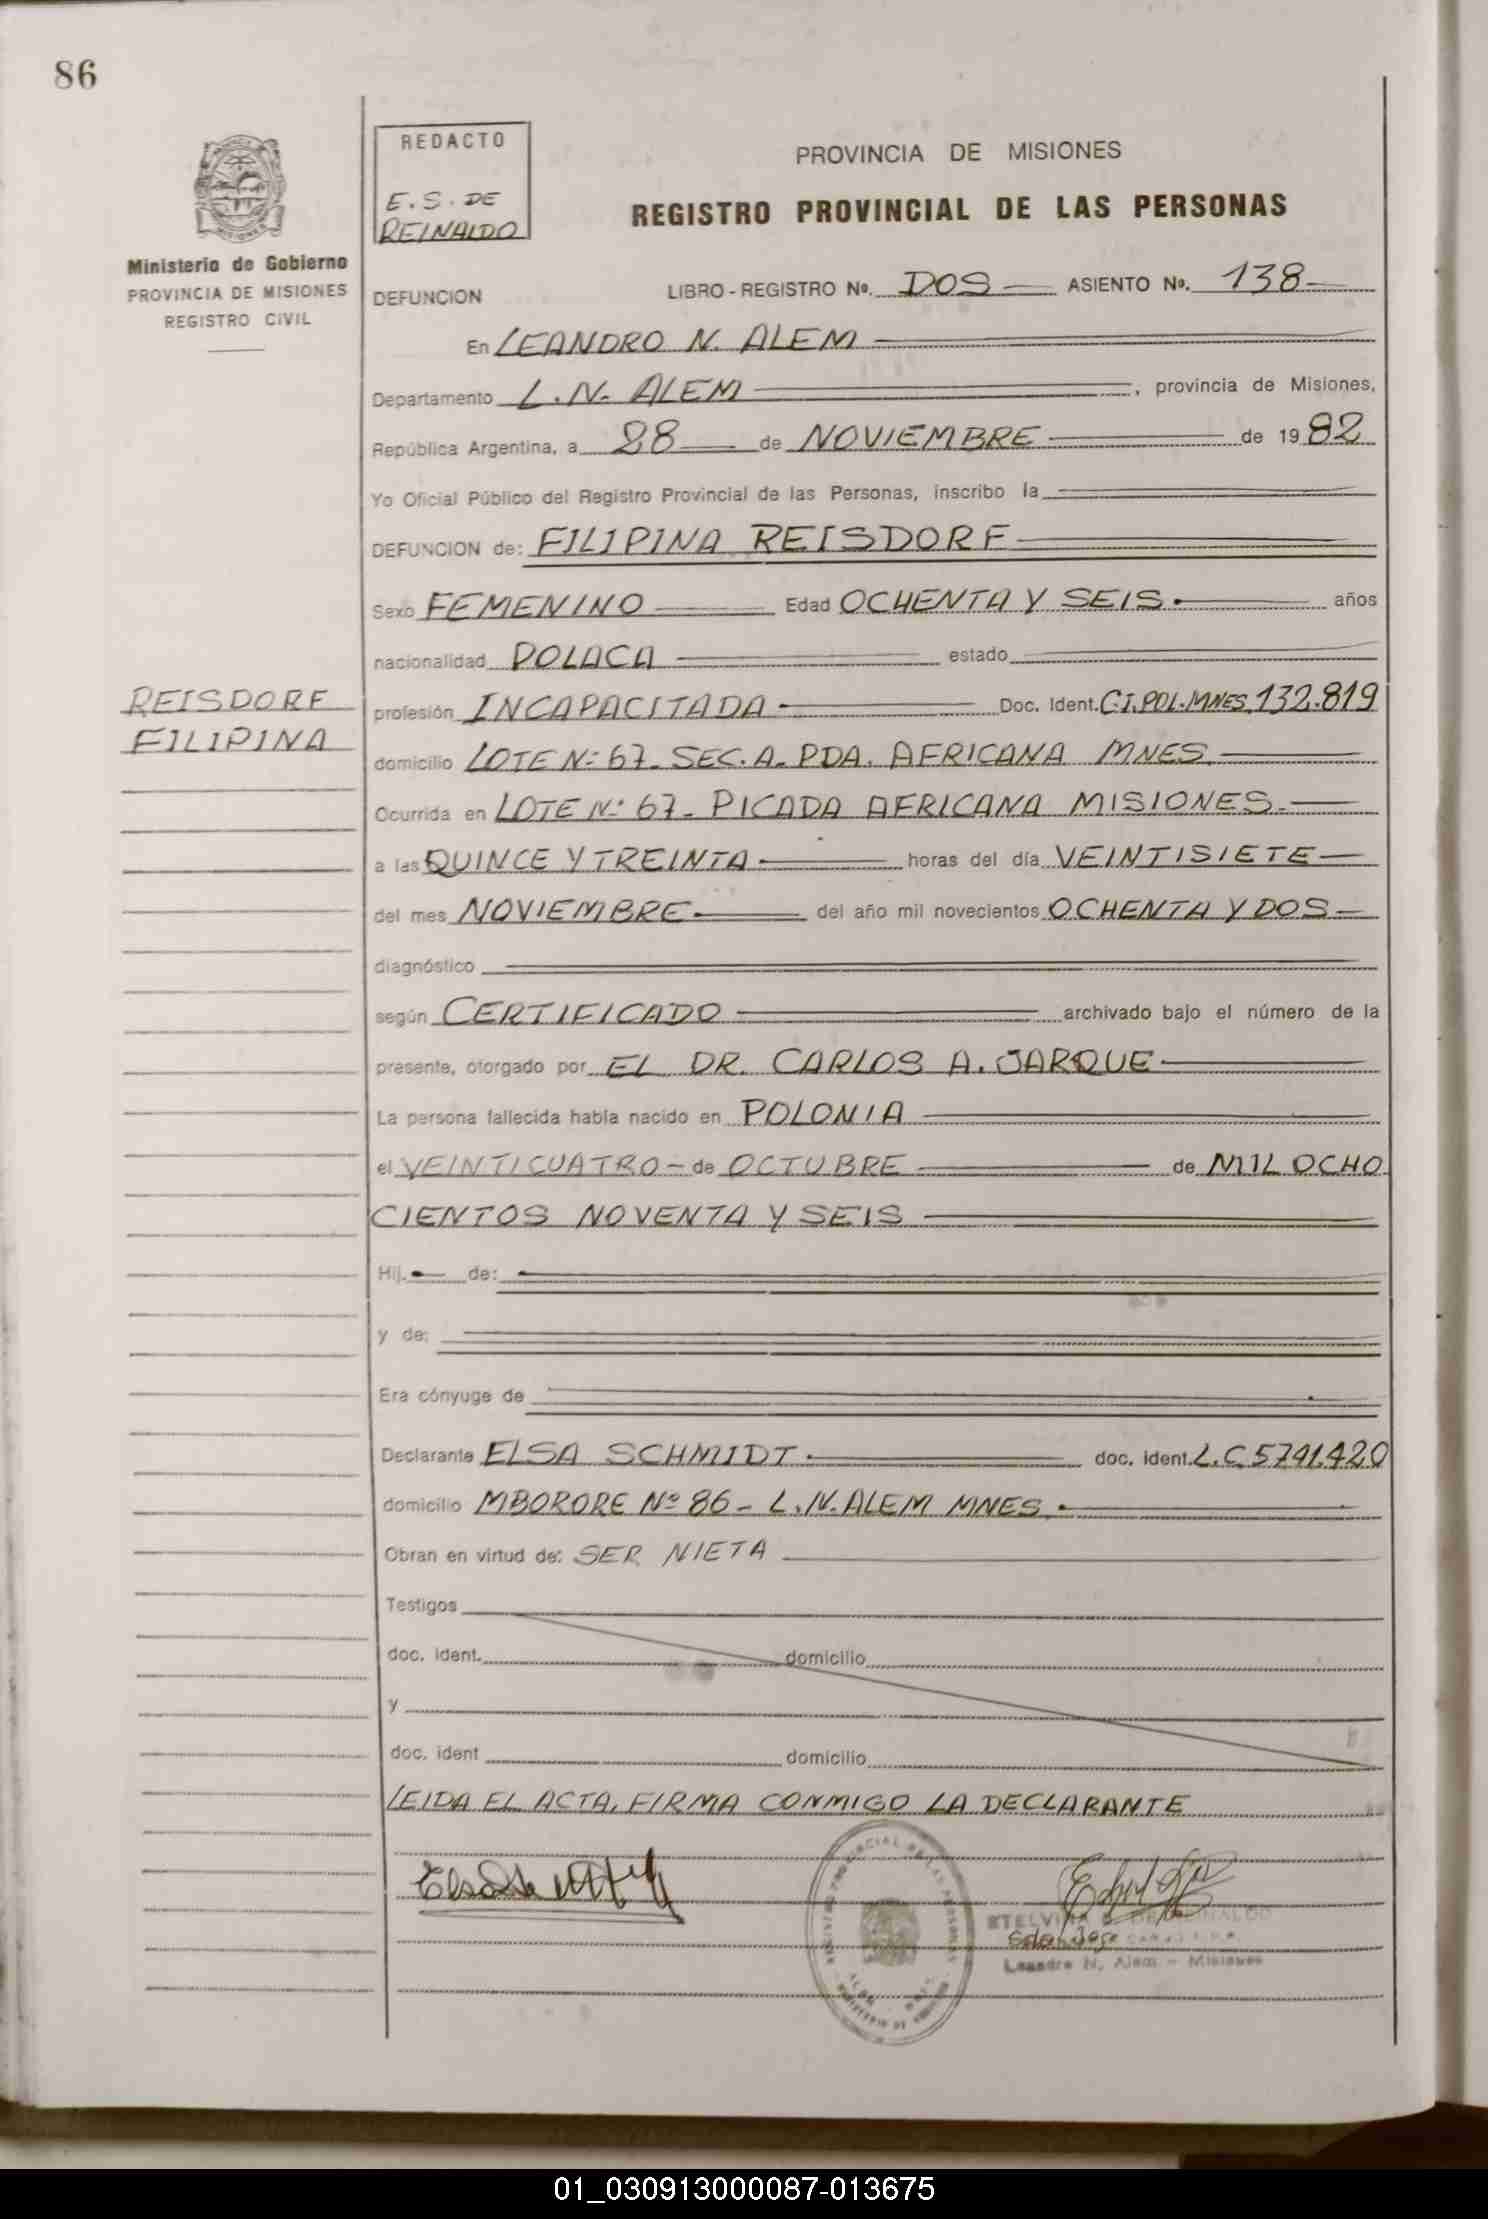 86
REDACTO
E. S. DE
REINALDO
Ministerio de Gobierno
PROVINCIA DE MISIONES
REGISTRO CIVIL
PROVINCIA DE MISIONES
REGISTRO PROVINCIAL DE LAS PERSONAS
DEFUNCION LIBRO - REGISTRO Nº. DOS ASIENTO Nº. 138
En LEANDRO N. ALEM
Departamento L. N. ALEM, provincia de Misiones,
República Argentina, a 28 de NOVIEMBRE de 1982
Yo Oficial Público del Registro Provincial de las Personas, inscribo la
DEFUNCION de: FILIPINA REISDORF
Sexo FEMENINO Edad OCHENTA Y SEIS años
nacionalidad POLACA estado
REISDORF
FILIPINA
profesión INCAPACITADA Doc. Ident. C.I. POL. MNES. 132.819
domicilio LOTE Nº 67 SEC. A. PDA. AFRICANA MNES.
Ocurrida en LOTE Nº 67 - PICADA AFRICANA MISIONES.
a las QUINCE Y TREINTA horas del día VEINTISIETE
del mes NOVIEMBRE del año mil novecientos OCHENTA Y DOS
diagnóstico
según CERTIFICADO archivado bajo el número de la
presente, otorgado por EL DR. CARLOS A. JARQUE
La persona fallecida había nacido en POLONIA
el VEINTICUATRO de OCTUBRE de MIL OCHO
CIENTOS NOVENTA Y SEIS
Hij. de:
y de:
Era cónyuge de
Declarante ELSA SCHMIDT doc. ident. L.C. 5791.420
domicilio MBORORE Nº 86 - L. N. ALEM MNES.
Obran en virtud de: SER NIETA
Testigos
doc. ident. domicilio
y
doc. ident domicilio
LEIDA EL ACTA, FIRMA CONMIGO LA DECLARANTE
Leandro N. Alem - Misiones
01_030913000087-013675